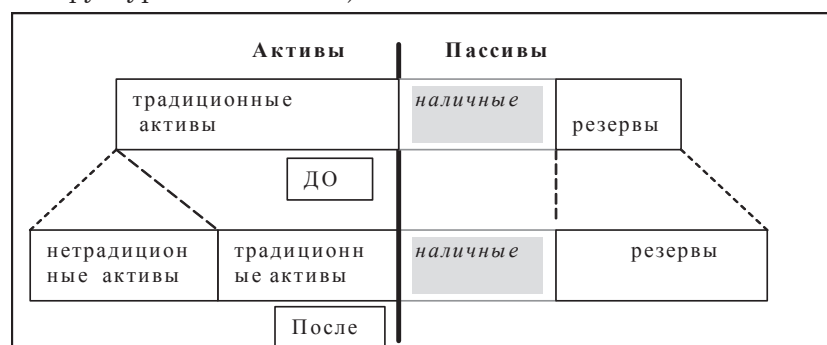 Активы Пассивы
традиционные наличные
активы резервы
ДО
нетрадицион традиционн наличные резервы
ные активы ые активы
После